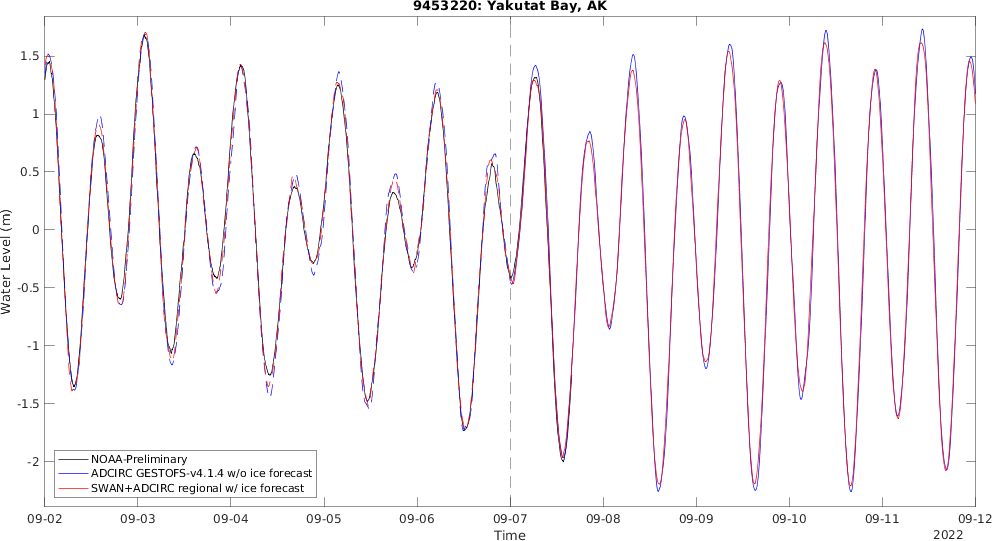 9453220: Yakutat Bay, AK
Water Level (m)
1.5
1
0.5
0
-0.5
-1
-1.5
-2
NOAA-Preliminary
ADCIRC GESTOFS-v4.1.4 w/o ice forecast
SWAN+ADCIRC regional w/ ice forecast
09-02 09-03 09-04 09-05 09-06 09-07 09-08 09-09 09-10 09-11 09-12
Time
2022